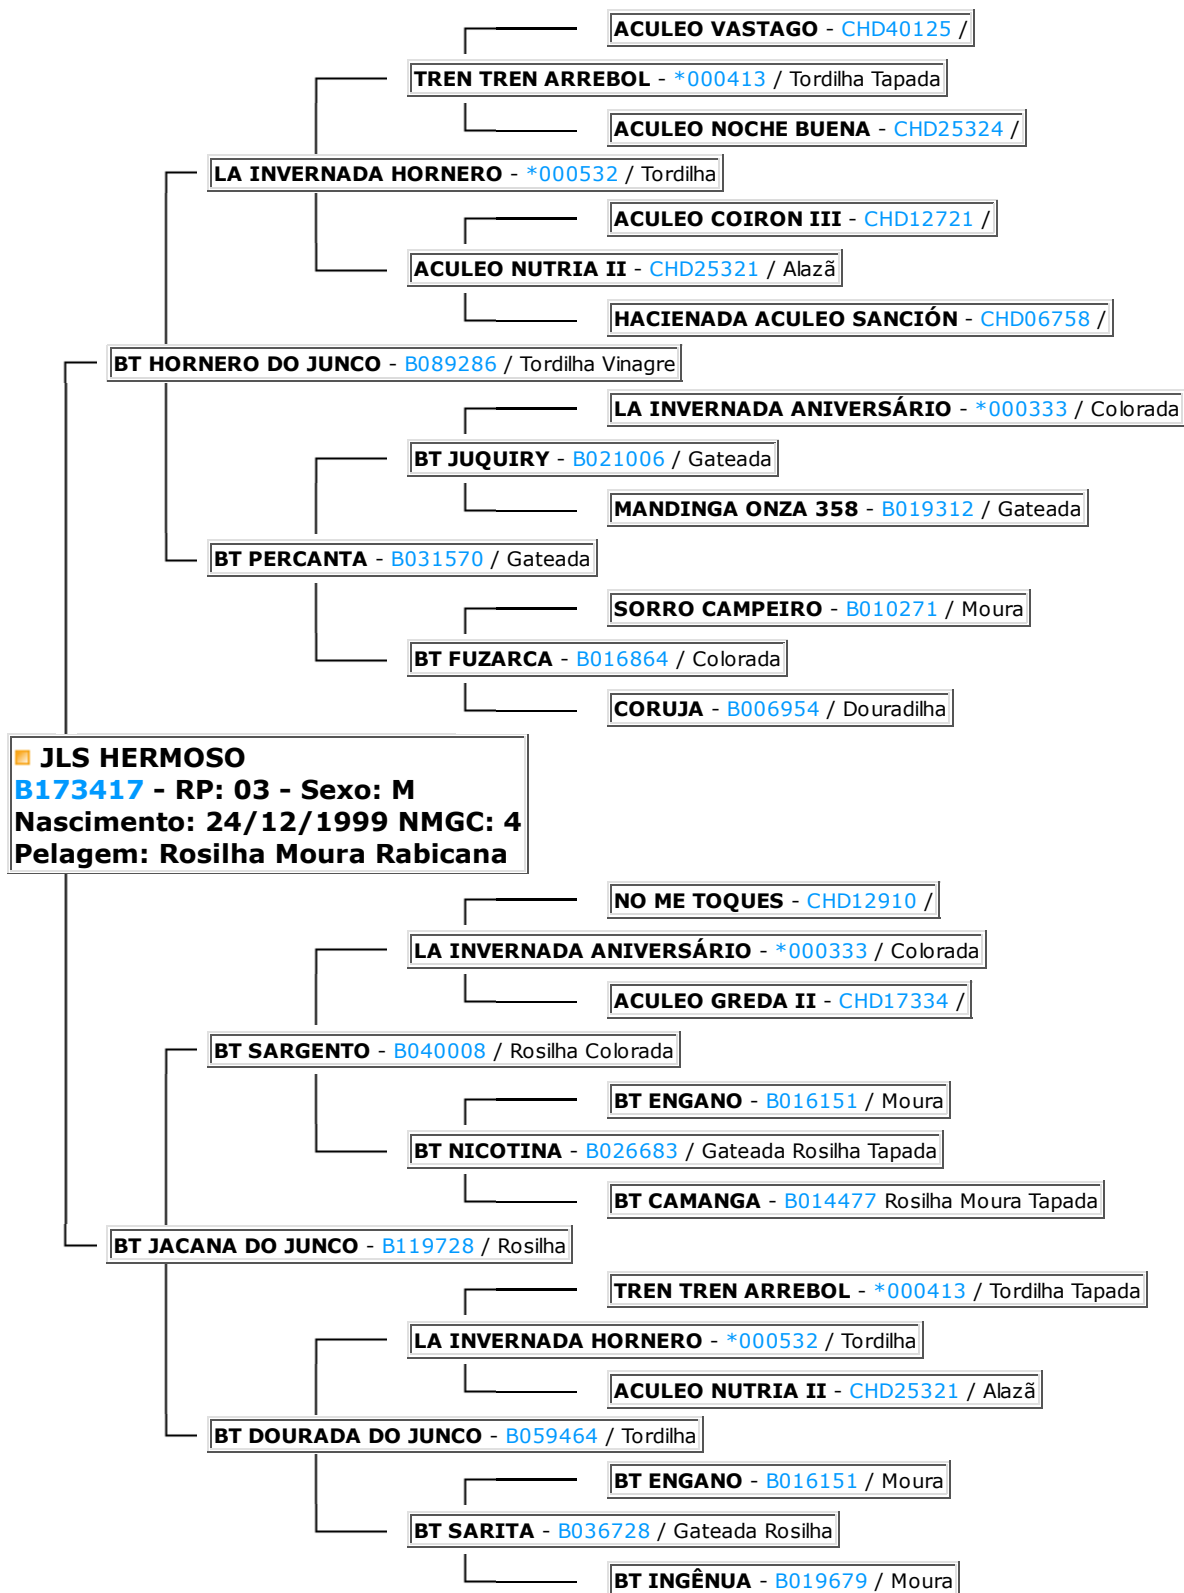 ACULEO VASTAGO - CHD40125 /
TREN TREN ARREBOL - *000413 / Tordilha Tapada
ACULEO NOCHE BUENA - CHD25324 /
LA INVERNADA HORNERO - *000532 / Tordilha
ACULEO COIRON III - CHD12721 /
ACULEO NUTRIA II - CHD25321 / Alazã
HACIENADA ACULEO SANCIÓN - CHD06758 /
BT HORNERO DO JUNCO - B089286 / Tordilha Vinagre
LA INVERNADA ANIVERSÁRIO - *000333 / Colorada
BT JUQUIRY - B021006 / Gateada
MANDINGA ONZA 358 - B019312 / Gateada
BT PERCANTA - B031570 / Gateada
SORRO CAMPEIRO - B010271 / Moura
BT FUZARCA - B016864 / Colorada
CORUJA - B006954 / Douradilha
JLS HERMOSO
B173417 - RP: 03 - Sexo: M
Nascimento: 24/12/1999 NMGC: 4
Pelagem: Rosilha Moura Rabicana
NO ME TOQUES - CHD12910 /
LA INVERNADA ANIVERSÁRIO - *000333 / Colorada
ACULEO GREDA II - CHD17334 /
BT SARGENTO - B040008 / Rosilha Colorada
BT ENGANO - B016151 / Moura
BT NICOTINA - B026683 / Gateada Rosilha Tapada
BT CAMANGA - B014477 Rosilha Moura Tapada
BT JACANA DO JUNCO - B119728 / Rosilha
TREN TREN ARREBOL - *000413 / Tordilha Tapada
LA INVERNADA HORNERO - *000532 / Tordilha
ACULEO NUTRIA II - CHD25321 / Alazã
BT DOURADA DO JUNCO - B059464 / Tordilha
BT ENGANO - B016151 / Moura
BT SARITA - B036728 / Gateada Rosilha
BT INGÊNUA - B019679 / Moura